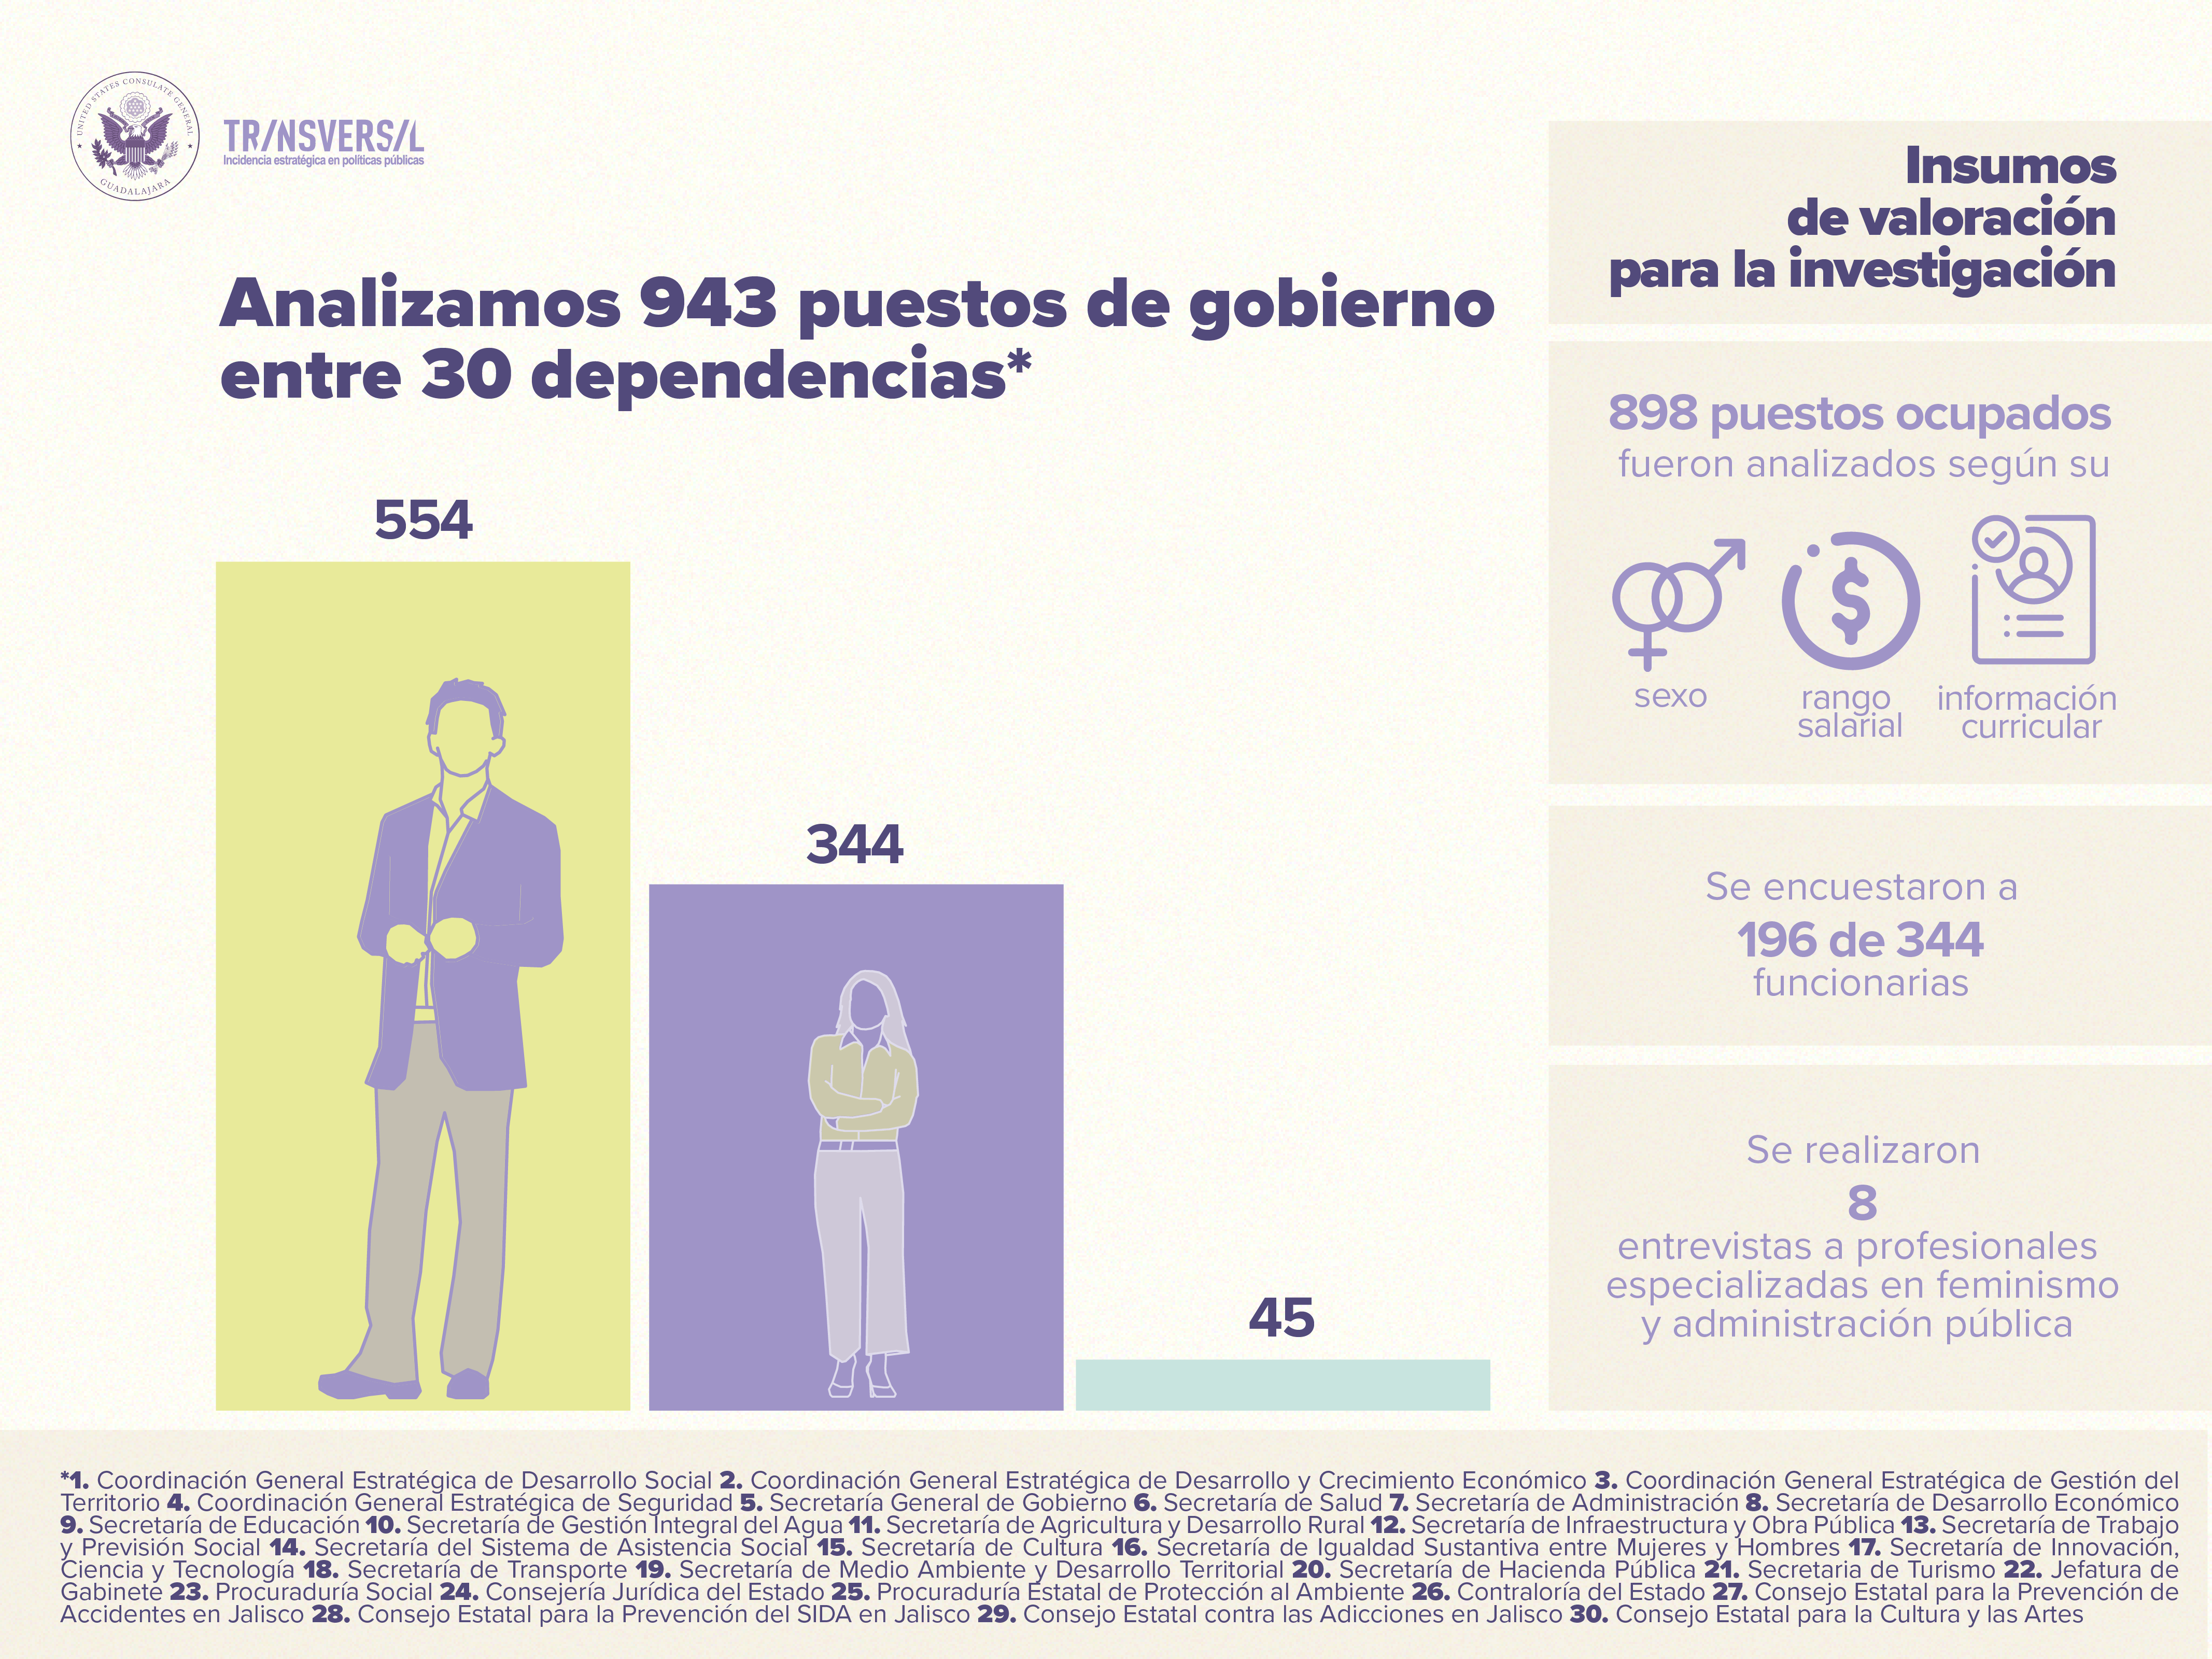 UNITED STATES CONSULATE GENERAL
GUADALAJARA
TR/NSVERS/L
Incidencia estratégica en políticas públicas
Analizamos 943 puestos de gobierno
entre 30 dependencias*
554
344
45
Insumos
de valoración
para la investigación
898 puestos ocupados
fueron analizados según su
sexo
rango
salarial
información
curricular
Se encuestaron a
196 de 344
funcionarias
Se realizaron
8
entrevistas a profesionales
especializadas en feminismo
y administración pública
*1. Coordinación General Estratégica de Desarrollo Social 2. Coordinación General Estratégica de Desarrollo y Crecimiento Económico 3. Coordinación General Estratégica de Gestión del
Territorio 4. Coordinación General Estratégica de Seguridad 5. Secretaría General de Gobierno 6. Secretaría de Salud 7. Secretaría de Administración 8. Secretaría de Desarrollo Económico
9. Secretaría de Educación 10. Secretaría de Gestión Integral del Agua 11. Secretaría de Agricultura y Desarrollo Rural 12. Secretaría de Infraestructura y Obra Pública 13. Secretaría de Trabajo
y Previsión Social 14. Secretaría del Sistema de Asistencia Social 15. Secretaría de Cultura 16. Secretaría de Igualdad Sustantiva entre Mujeres y Hombres 17. Secretaría de Innovación,
Ciencia y Tecnología 18. Secretaría de Transporte 19. Secretaría de Medio Ambiente y Desarrollo Territorial 20. Secretaría de Hacienda Pública 21. Secretaria de Turismo 22. Jefatura de
Gabinete 23. Procuraduría Social 24. Consejería Jurídica del Estado 25. Procuraduría Estatal de Protección al Ambiente 26. Contraloría del Estado 27. Consejo Estatal para la Prevención de
Accidentes en Jalisco 28. Consejo Estatal para la Prevención del SIDA en Jalisco 29. Consejo Estatal contra las Adicciones en Jalisco 30. Consejo Estatal para la Cultura y las Artes